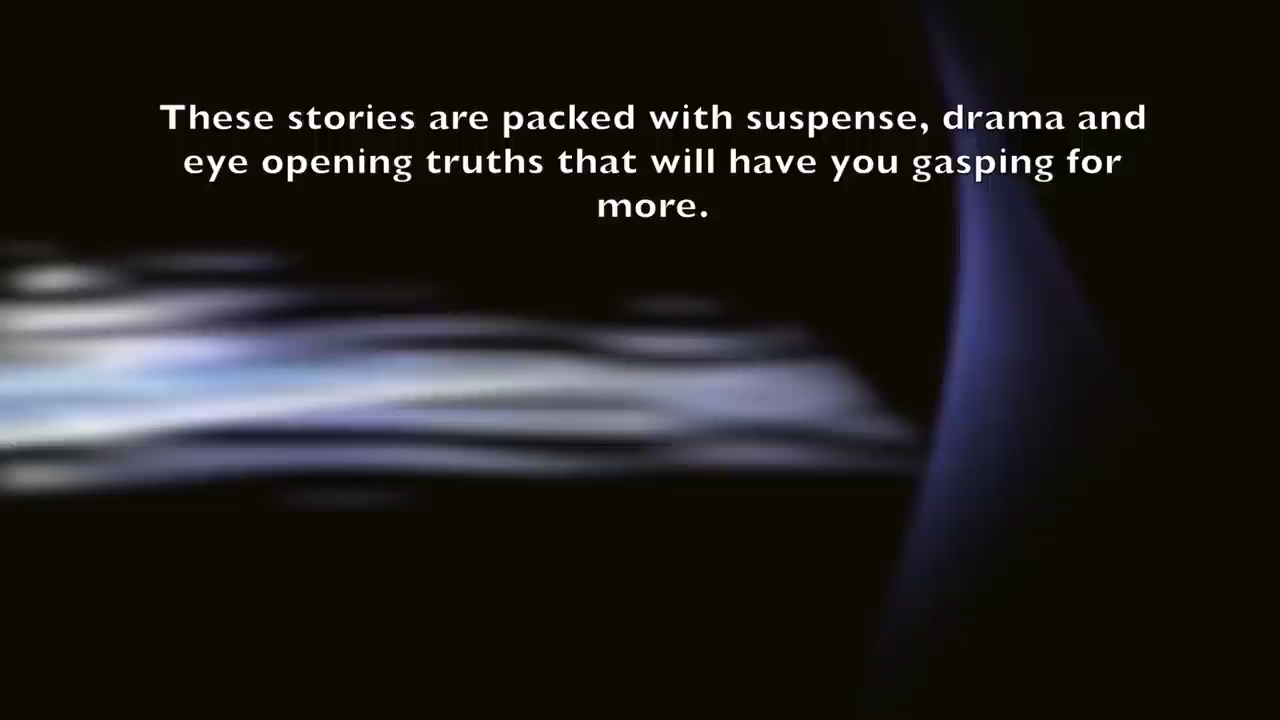 These stories are packed with suspense, drama and
eye opening truths that will have you gasping for
more.